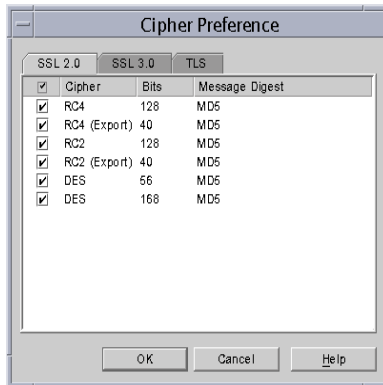 Cipher Preference
SSL 2.0 SSL 3.0 TLS
Cipher Bits Message Digest
RC4 128 MD5
RC4 (Export) 40 MD5
RC2 128 MD5
RC2 (Export) 40 MD5
DES 56 MD5
DES 168 MD5
OK Cancel Help